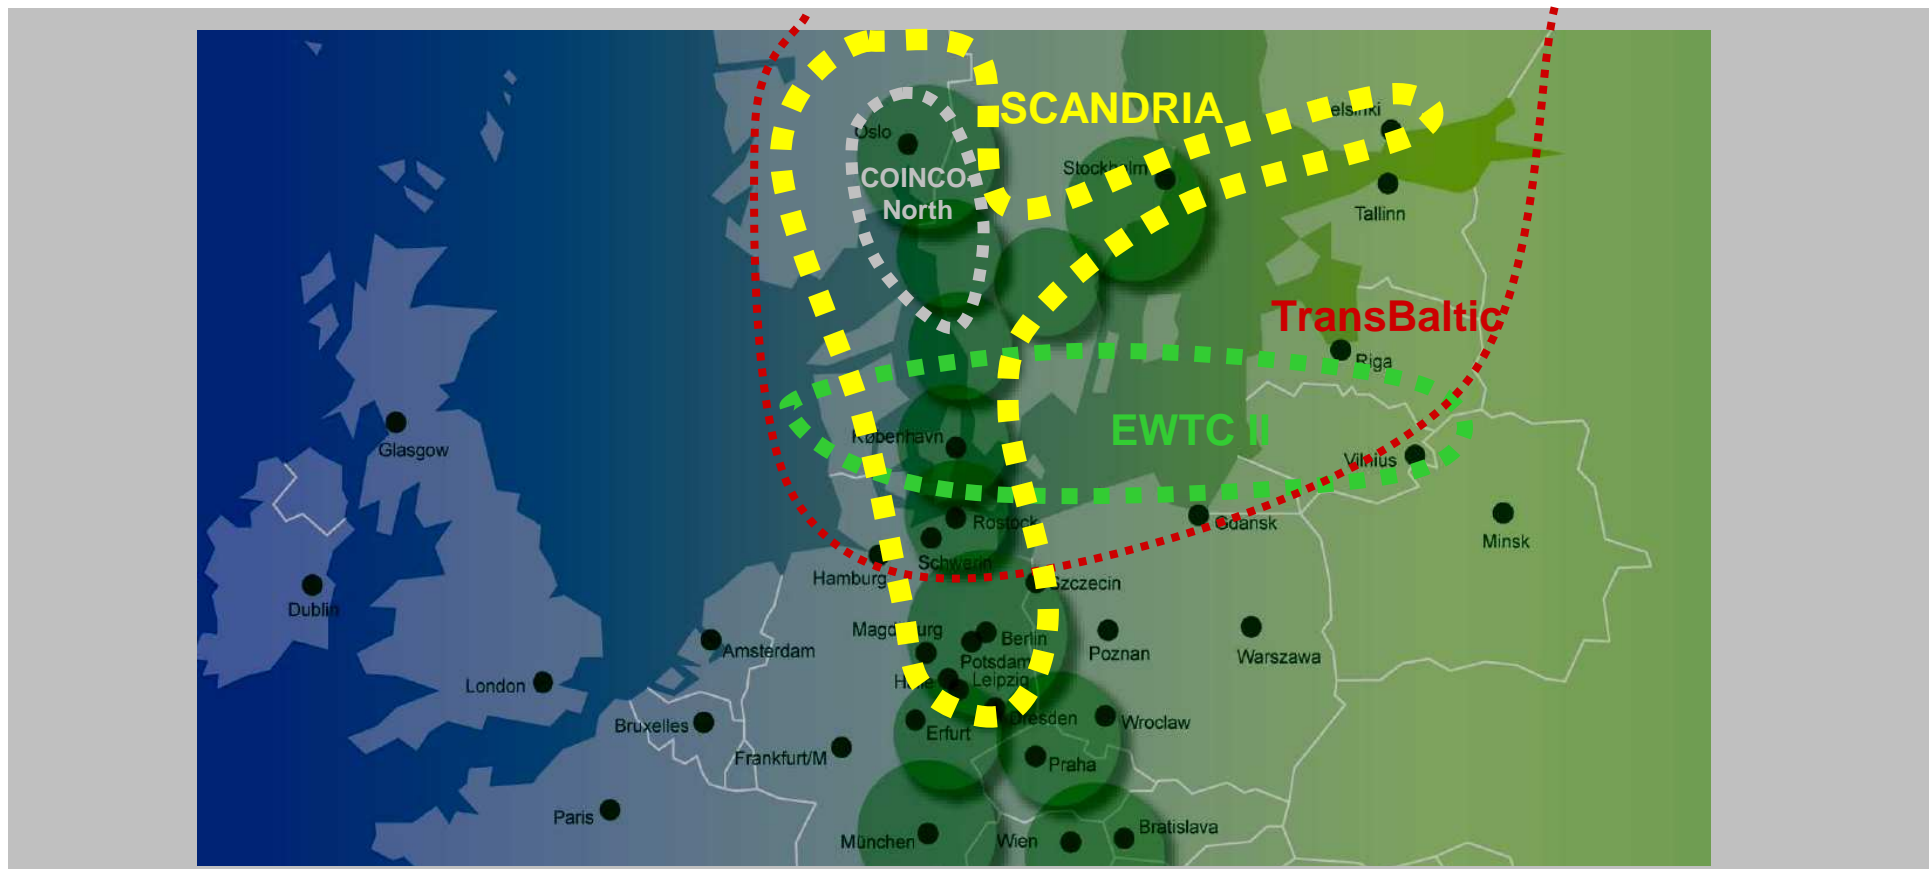 SCANDRIA
elsinki
Oslo
Stockholm
COINCO-
North
Tallinn
TransBaltic
Riga
EWTC II
København
Glasgow
Vilnius
Rostock
Gdansk
Minsk
Schwerin
Hamburg
Szczecin
Dublin
Magdeburg
Berlin
Amsterdam
Poznan
Warszawa
Potsdam
London
Halle
Leipzig
Bruxelles
Dresden
Wroclaw
Erfurt
Frankfurt/M
Praha
Paris
München
Wien
Bratislava